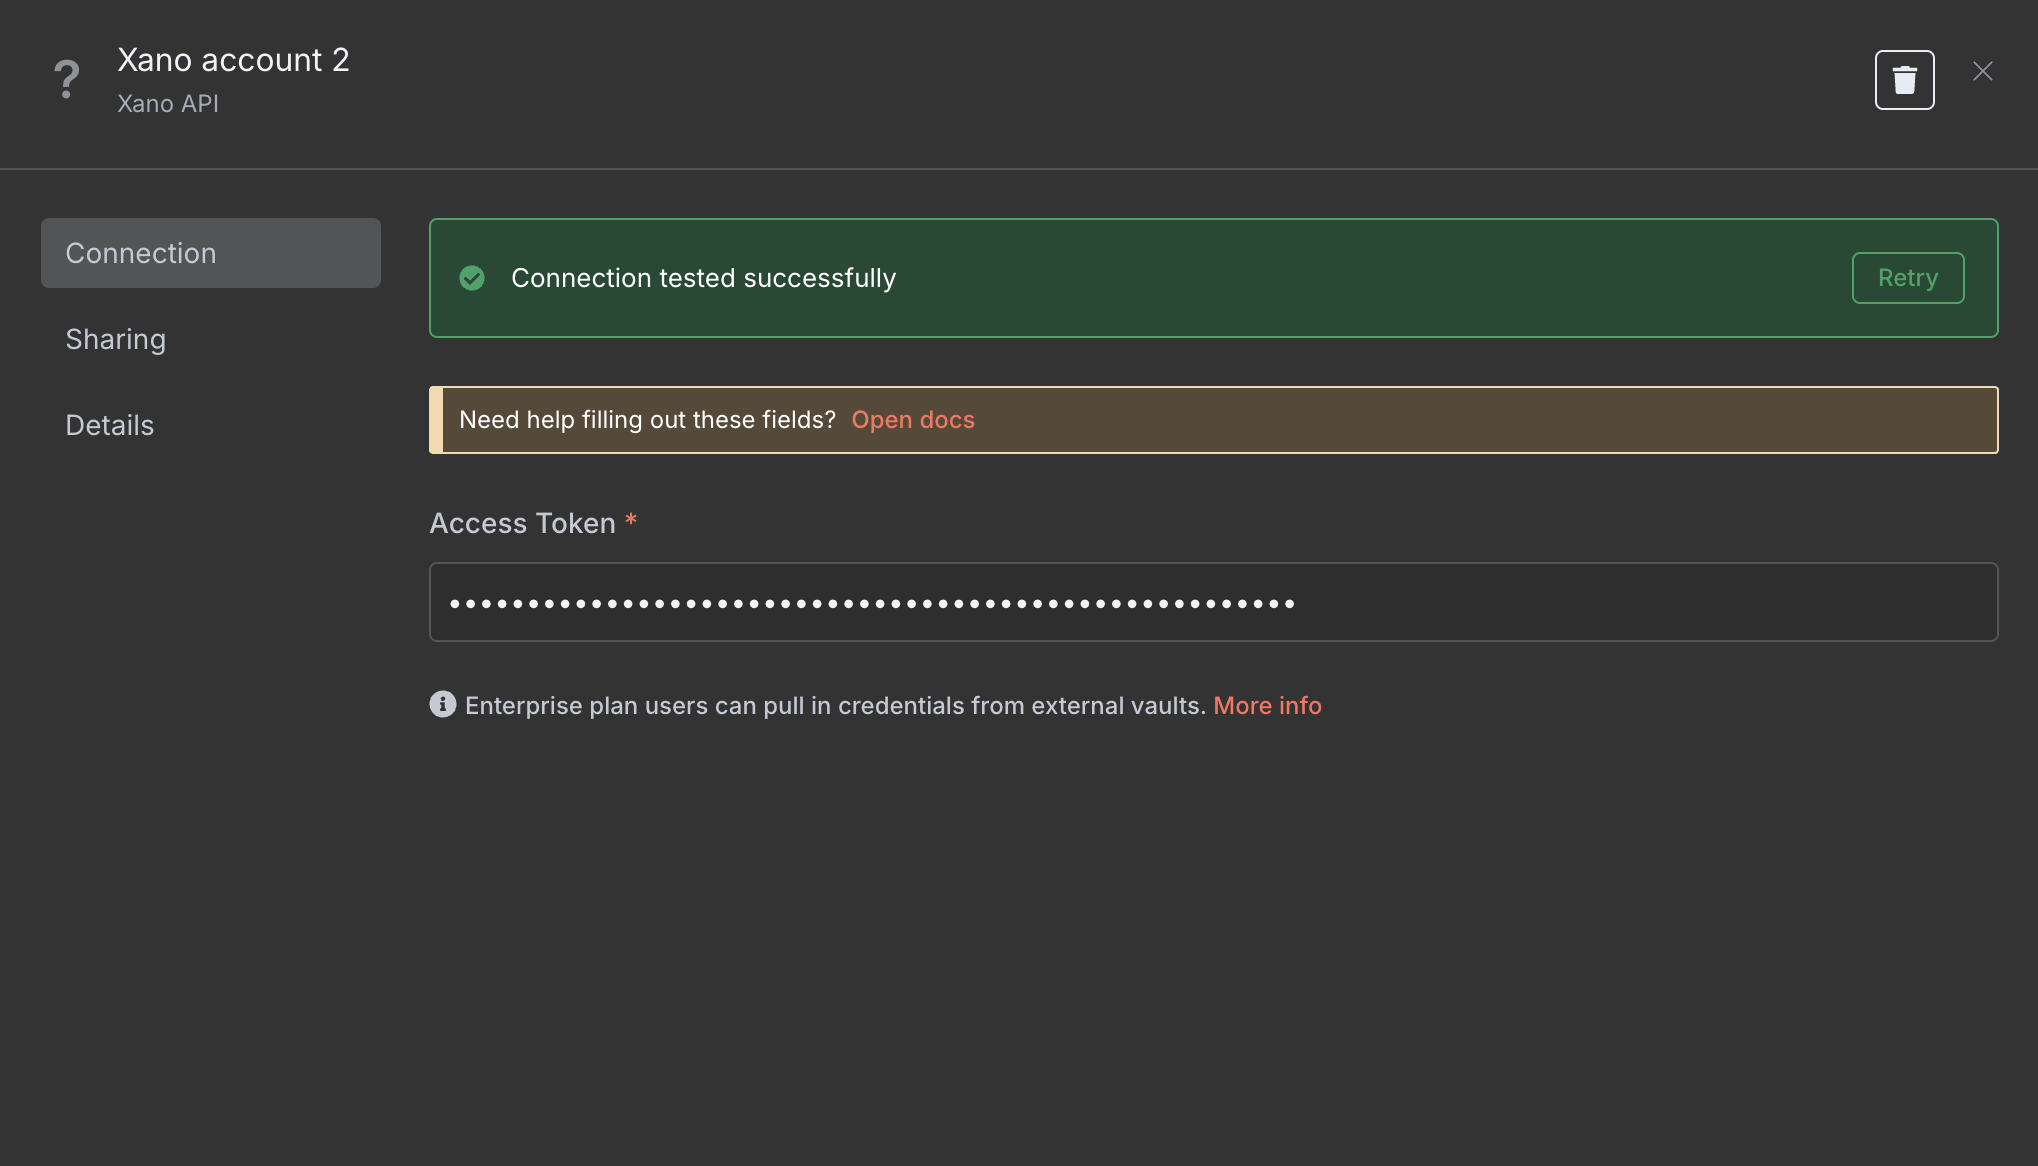 Xano account 2
Xano API
Connection
Sharing
Details
Connection tested successfully
Retry
Need help filling out these fields? Open docs
Access Token *
••••••••••••••••••••••••••••••••••••••••••••••••••••••
Enterprise plan users can pull in credentials from external vaults. More info